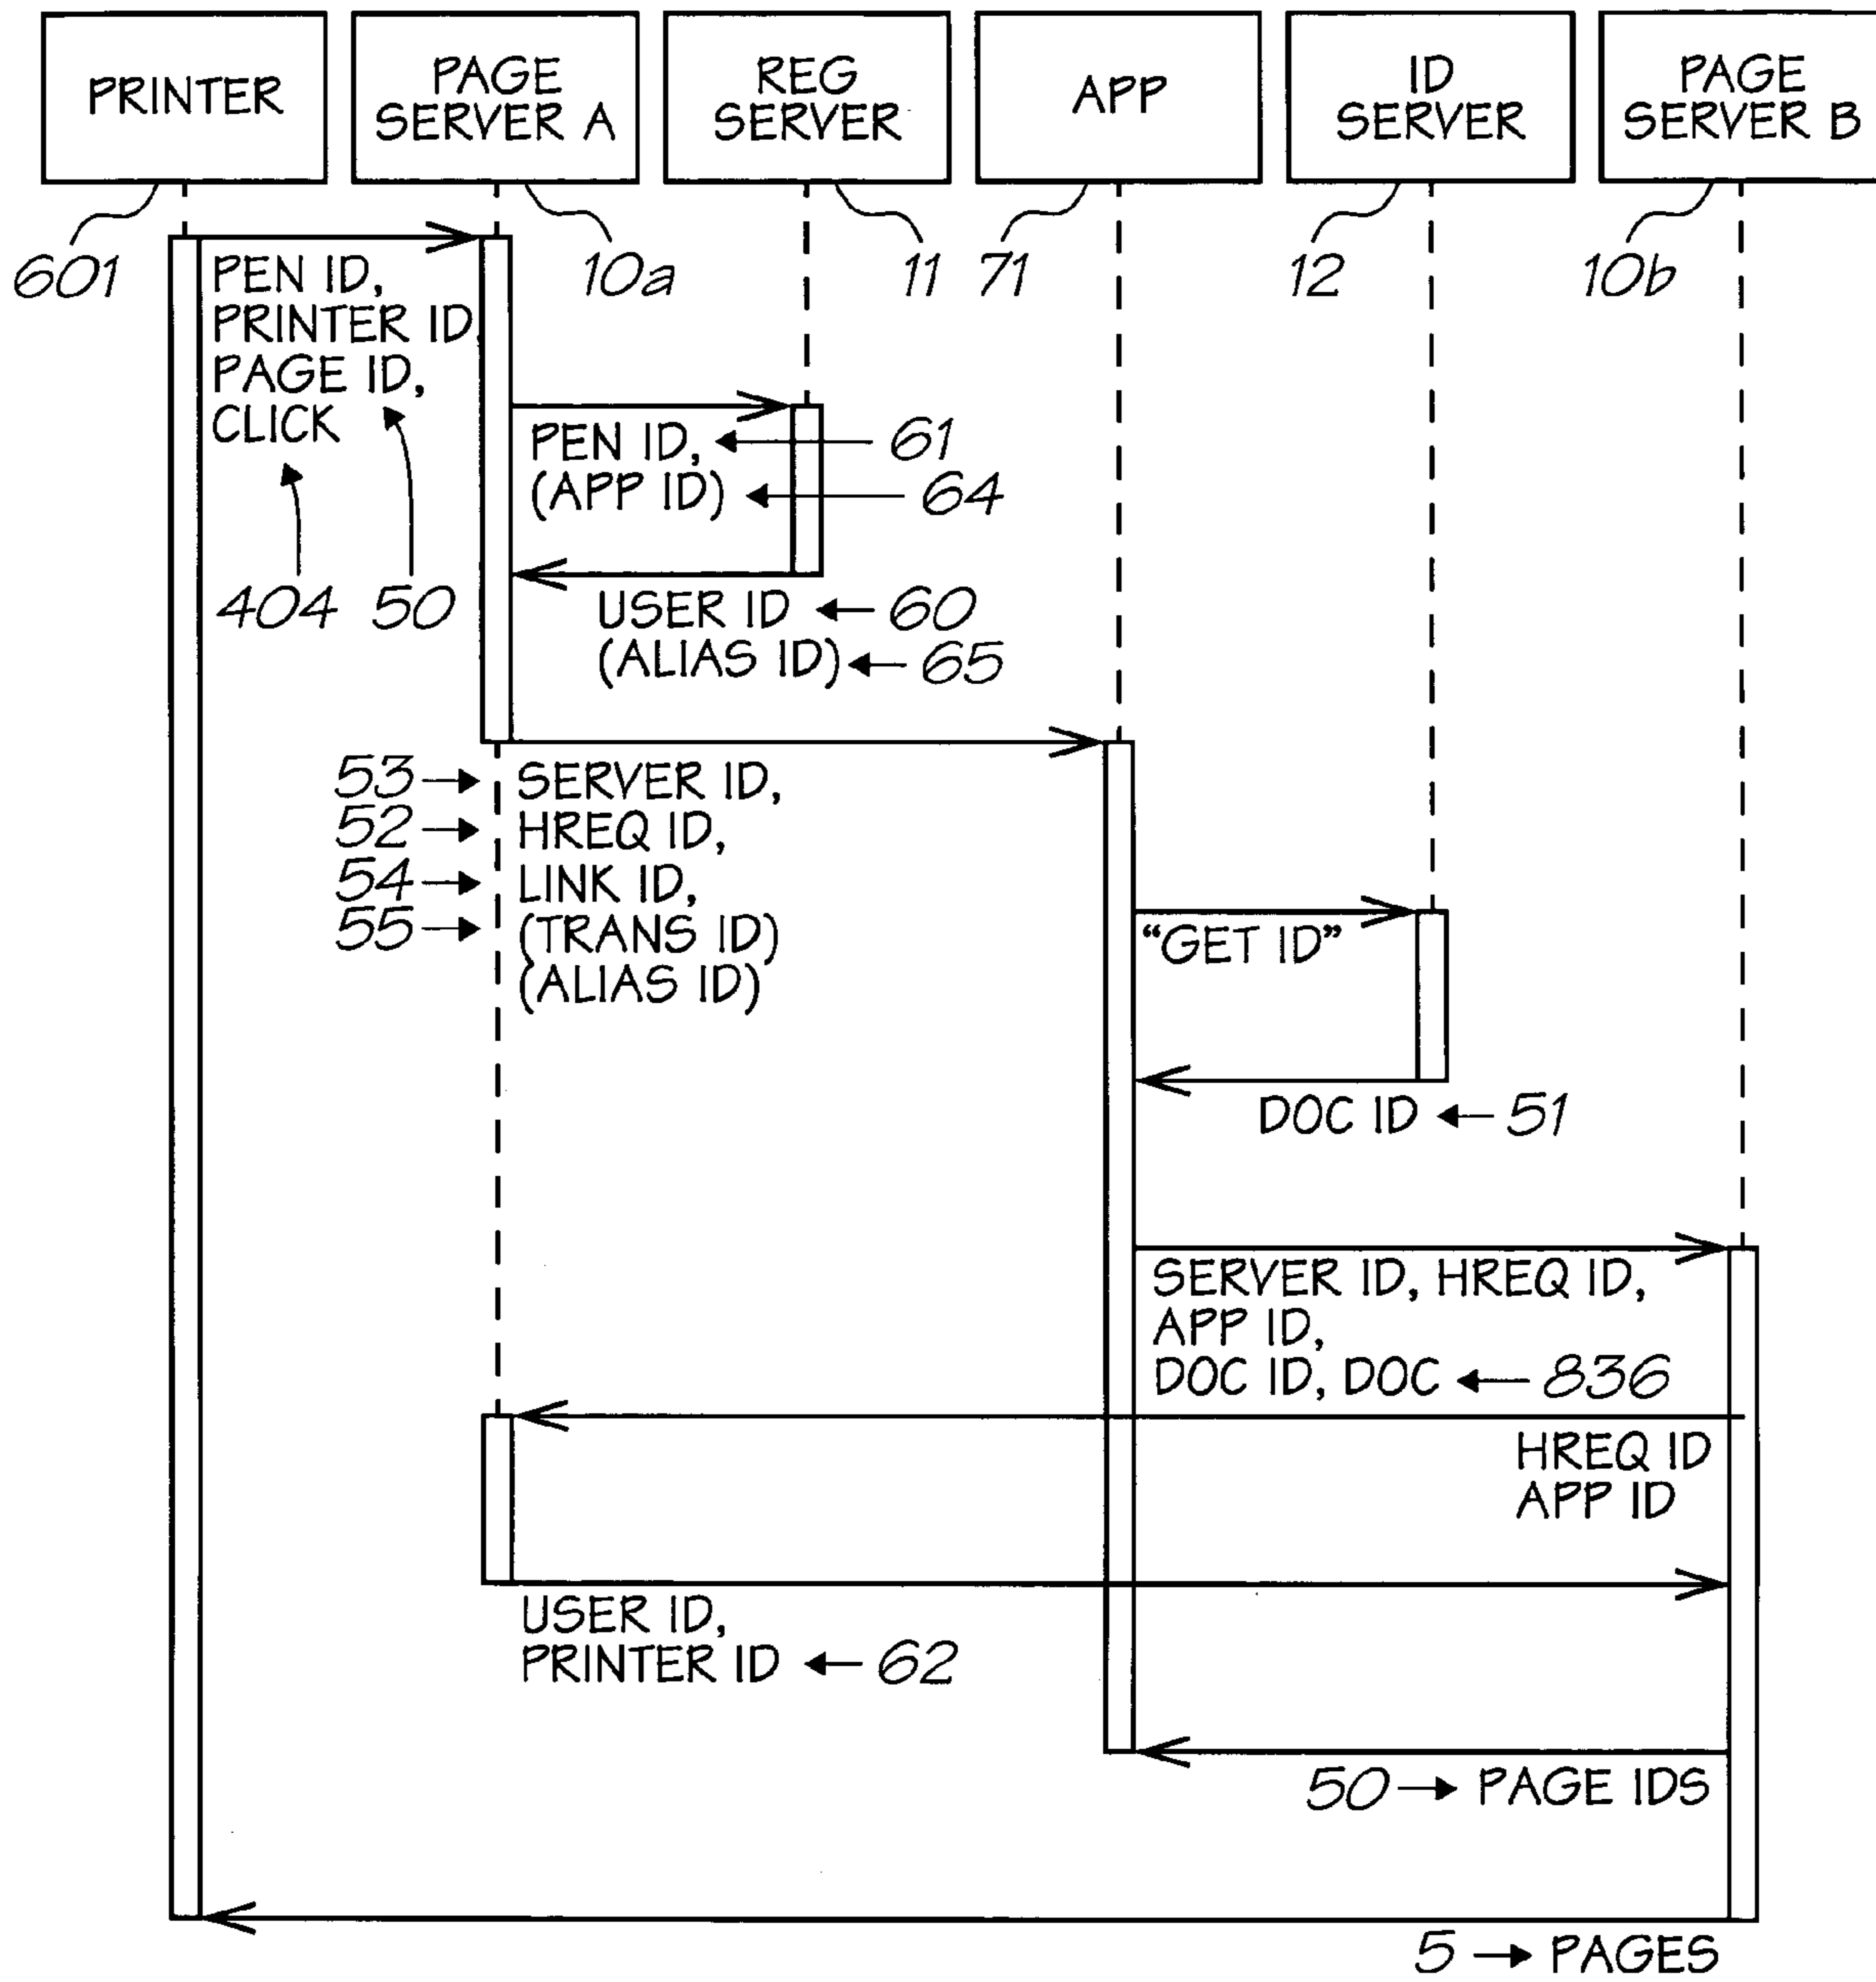 PRINTER
PAGE
SERVER A
REG
SERVER
APP
ID
SERVER
PAGE
SERVER B
601
10a
11
71
12
10b
PEN ID,
PRINTER ID
PAGE ID,
CLICK
404
50
PEN ID,
61
(APP ID)
64
USER ID
60
(ALIAS ID)
65
53
SERVER ID,
52
HREQ ID,
54
LINK ID,
55
(TRANS ID)
(ALIAS ID)
“GET ID”
DOC ID
51
SERVER ID, HREQ ID,
APP ID,
DOC ID, DOC
836
HREQ ID
APP ID
USER ID,
PRINTER ID
62
50
PAGE IDS
5
PAGES